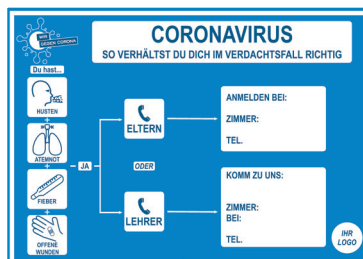 WIR
GEGEN CORONA
CORONAVIRUS
SO VERHÄLTST DU DICH IM VERDACHTSFALL RICHTIG
Du hast...
HUSTEN
+
ATEMNOT
+
FIEBER
+
OFFENE
WUNDEN
JA
ELTERN
ODER
LEHRER
ANMELDEN BEI:
ZIMMER:
TEL.
KOMM ZU UNS:
ZIMMER:
BEI:
TEL.
IHR
LOGO